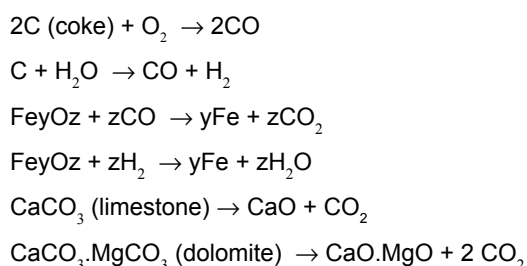 2C (coke) + O₂ → 2CO
C + H₂O → CO + H₂
FeyOz + zCO → yFe + zCO₂
FeyOz + zH₂ → yFe + zH₂O
CaCO₃ (limestone) → CaO + CO₂
CaCO₃.MgCO₃ (dolomite) → CaO.MgO + 2 CO₂